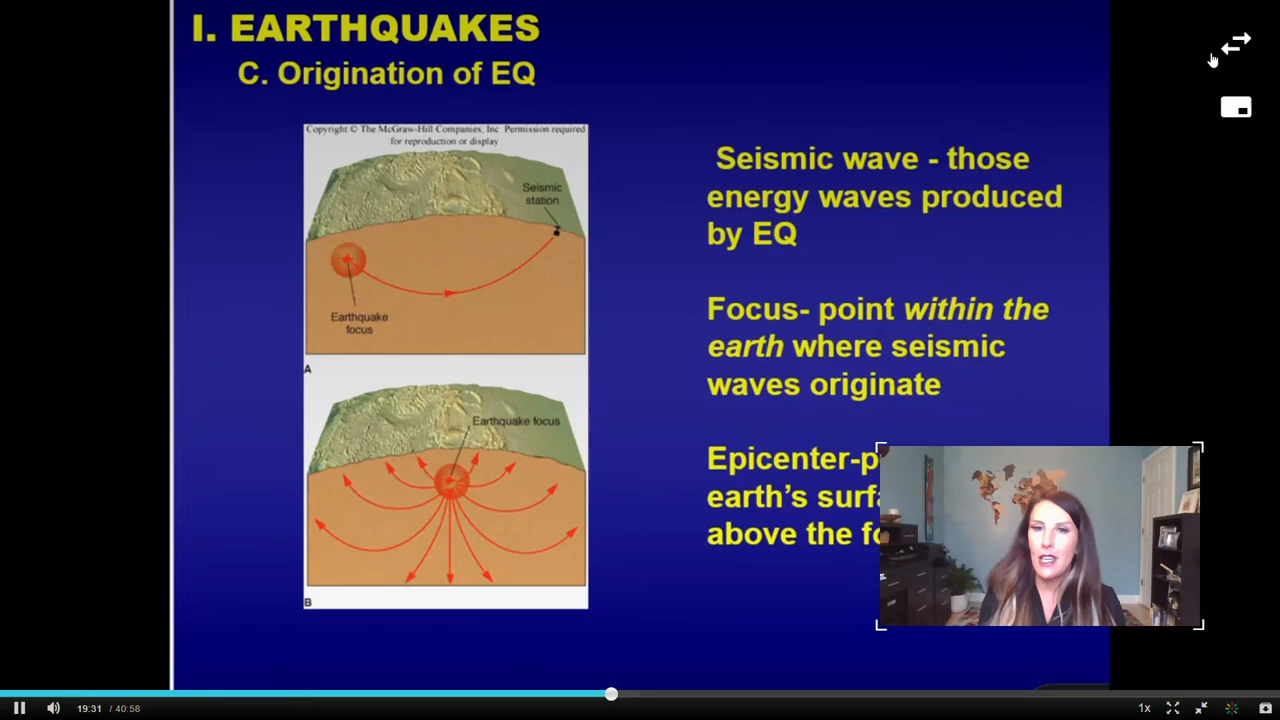 I. EARTHQUAKES
C. Origination of EQ
Copyright © The McGraw-Hill Companies, Inc Permission required
for reproduction or display
Seismic
station
Earthquake
focus
A
Earthquake focus
B
Seismic wave - those
energy waves produced
by EQ
Focus- point within the
earth where seismic
waves originate
Epicenter-p
earth's surfa
above the fo
19:31 / 40:58
1x